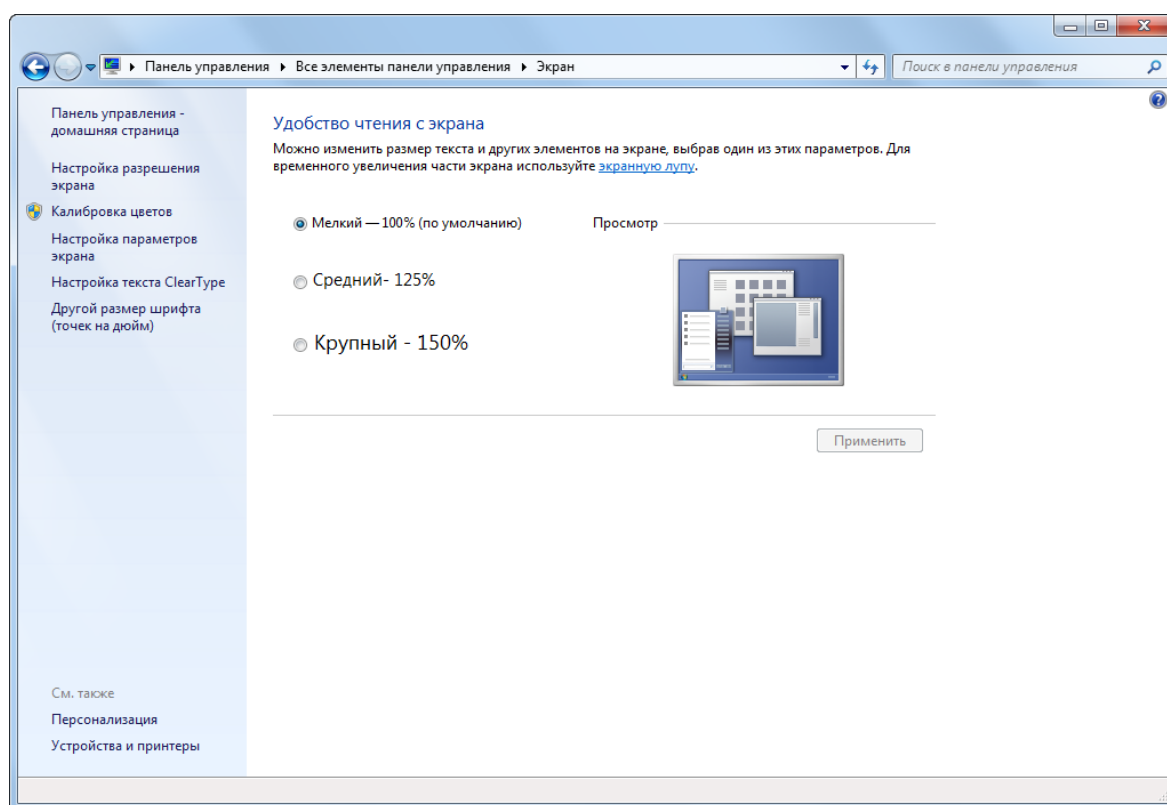 Панель управления ▸ Все элементы панели управления ▸ Экран
Поиск в панели управления
Панель управления -
домашняя страница
Настройка разрешения
экрана
Калибровка цветов
Настройка параметров
экрана
Настройка текста ClearType
Другой размер шрифта
(точек на дюйм)
См. также
Персонализация
Устройства и принтеры
Удобство чтения с экрана
Можно изменить размер текста и других элементов на экране, выбрав один из этих параметров. Для
временного увеличения части экрана используйте экранную лупу.
Мелкий — 100% (по умолчанию)
Просмотр
Средний- 125%
Крупный - 150%
Применить